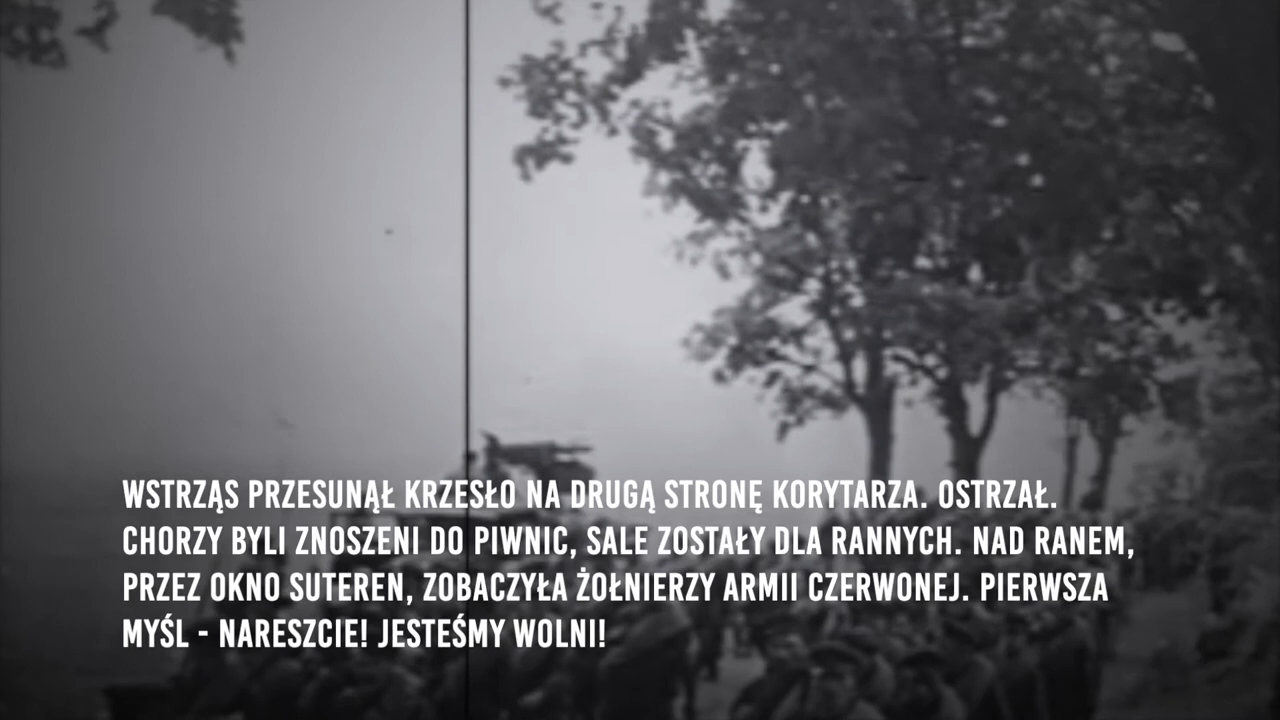 WSTRZĄS PRZESUNĄŁ KRZESŁO NA DRUGĄ STRONĘ KORYTARZA. OSTRZAŁ.
CHORZY BYLI ZNOSZENI DO PIWNIC, SALE ZOSTAŁY DLA RANNYCH. NAD RANEM,
PRZEZ OKNO SUTEREN, ZOBACZYŁA ŻOŁNIERZY ARMII CZERWONEJ. PIERWSZA
MYŚL - NARESZCIE! JESTEŚMY WOLNI!